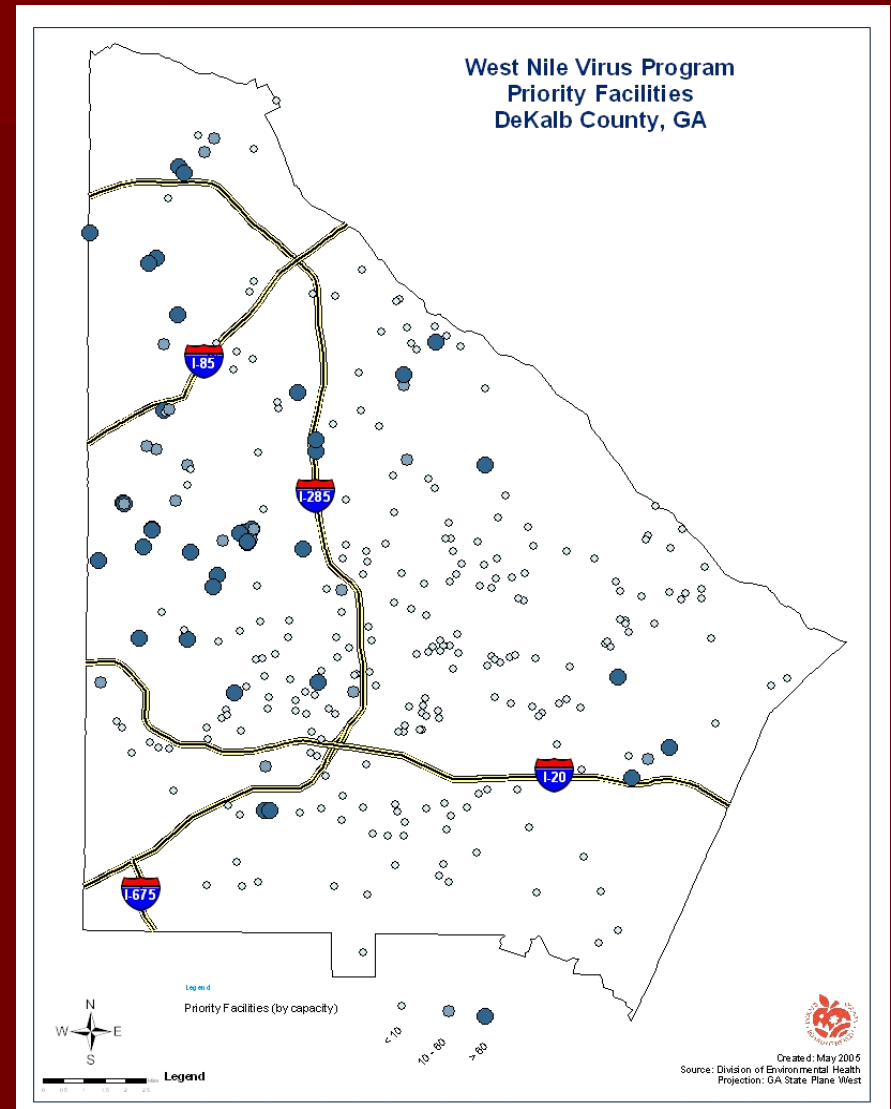 West Nile Virus Program
Priority Facilities
DeKalb County, GA
I-85
I-285
I-20
I-675
Legend
Priority Facilities (by capacity)
<10
10 - 60
> 60
N
W E
S
Legend
Created: May 2005
Source: Division of Environmental Health
Projection: GA State Plane West